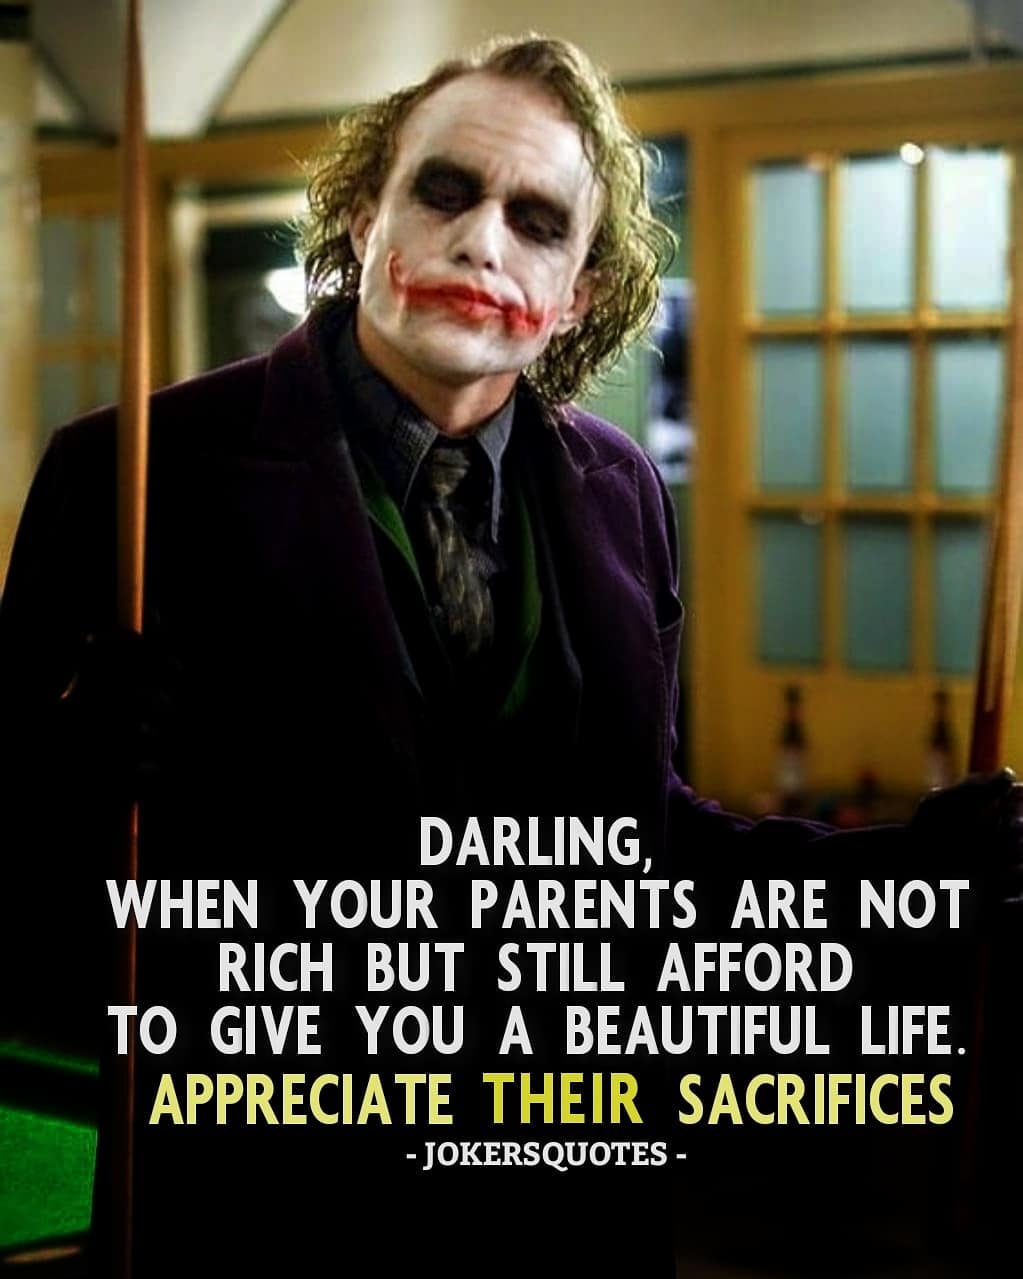 DARLING,
WHEN YOUR PARENTS ARE NOT
RICH BUT STILL AFFORD
TO GIVE YOU A BEAUTIFUL LIFE.
APPRECIATE THEIR SACRIFICES
- JOKERSQUOTES -